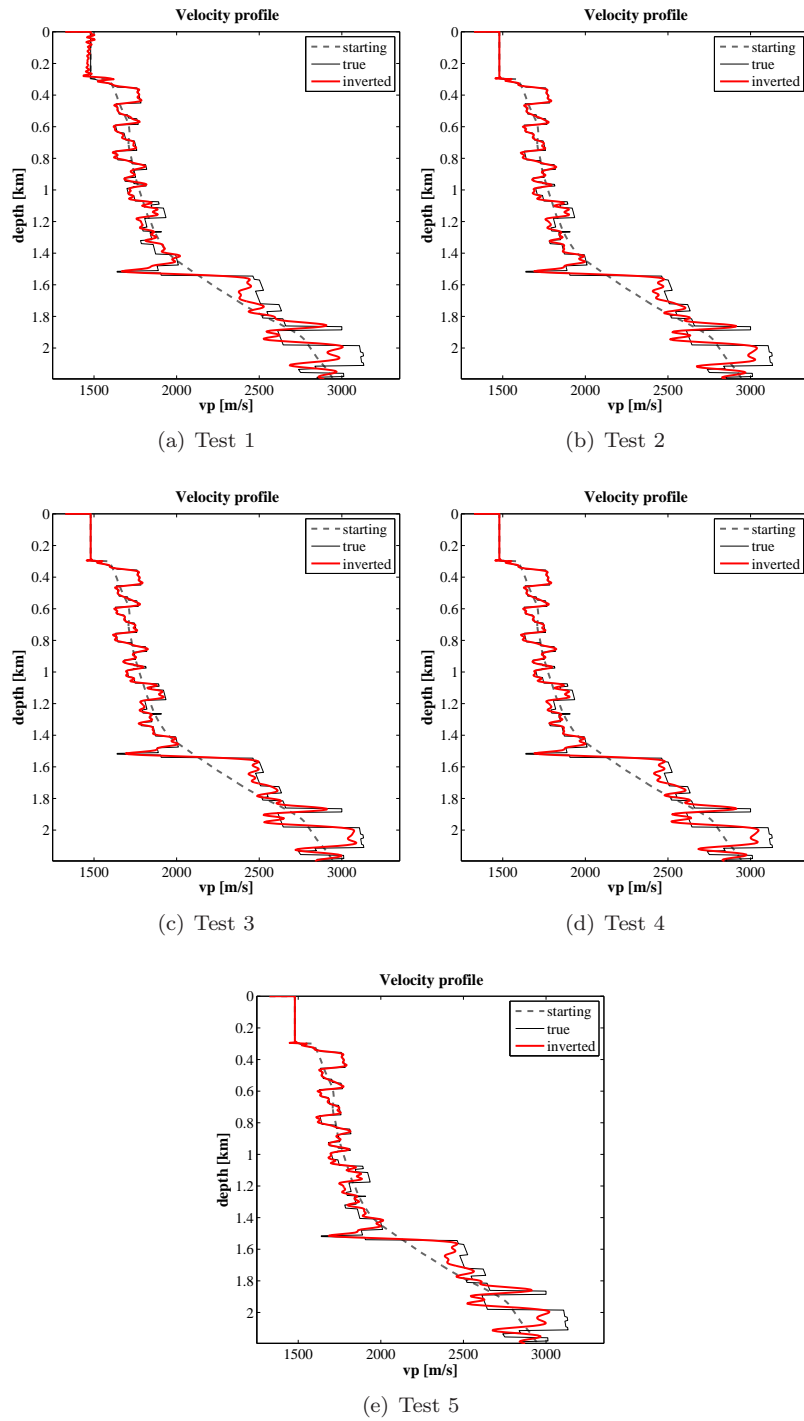 Velocity profile
0
0.2
0.4
0.6
0.8
1
1.2
1.4
1.6
1.8
2
depth [km]
starting
true
inverted
1500 2000 2500 3000
vp [m/s]
(a) Test 1
Velocity profile
0
0.2
0.4
0.6
0.8
1
1.2
1.4
1.6
1.8
2
depth [km]
starting
true
inverted
1500 2000 2500 3000
vp [m/s]
(b) Test 2
Velocity profile
0
0.2
0.4
0.6
0.8
1
1.2
1.4
1.6
1.8
2
depth [km]
starting
true
inverted
1500 2000 2500 3000
vp [m/s]
(c) Test 3
Velocity profile
0
0.2
0.4
0.6
0.8
1
1.2
1.4
1.6
1.8
2
depth [km]
starting
true
inverted
1500 2000 2500 3000
vp [m/s]
(d) Test 4
Velocity profile
0
0.2
0.4
0.6
0.8
1
1.2
1.4
1.6
1.8
2
depth [km]
starting
true
inverted
1500 2000 2500 3000
vp [m/s]
(e) Test 5